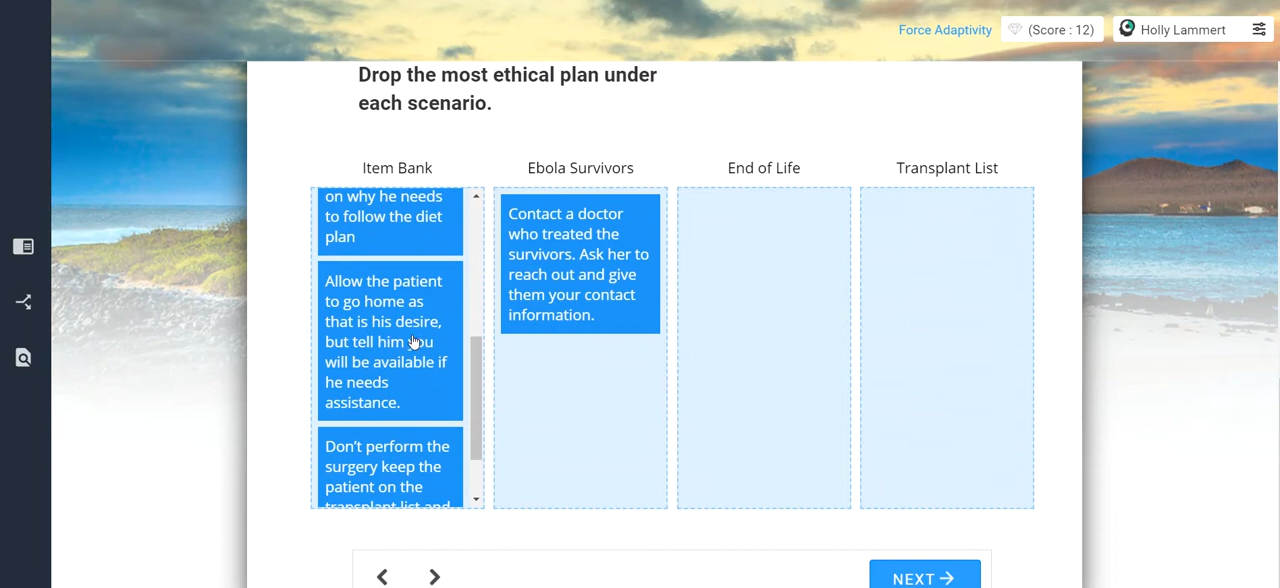 Force Adaptivity
(Score : 12)
Holly Lammert
Drop the most ethical plan under
each scenario.
Item Bank
Ebola Survivors
End of Life
Transplant List
on why he needs
to follow the diet
plan
Allow the patient
to go home as
that is his desire,
but tell him you
will be available if
he needs
assistance.
Don't perform the
surgery keep the
patient on the
transplant list and
Contact a doctor
who treated the
survivors. Ask her to
reach out and give
them your contact
information.
NEXT